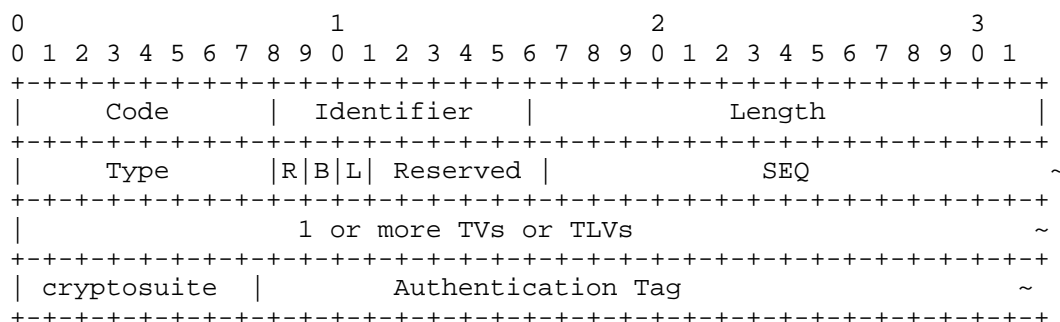 0                   1                   2                   3
0 1 2 3 4 5 6 7 8 9 0 1 2 3 4 5 6 7 8 9 0 1 2 3 4 5 6 7 8 9 0 1
+-+-+-+-+-+-+-+-+-+-+-+-+-+-+-+-+-+-+-+-+-+-+-+-+-+-+-+-+-+-+-+-+
|     Code      |  Identifier   |            Length             |
+-+-+-+-+-+-+-+-+-+-+-+-+-+-+-+-+-+-+-+-+-+-+-+-+-+-+-+-+-+-+-+-+
|     Type      |R|B|L| Reserved |             SEQ               ~
+-+-+-+-+-+-+-+-+-+-+-+-+-+-+-+-+-+-+-+-+-+-+-+-+-+-+-+-+-+-+-+-+
|                 1 or more TVs or TLVs                         ~
+-+-+-+-+-+-+-+-+-+-+-+-+-+-+-+-+-+-+-+-+-+-+-+-+-+-+-+-+-+-+-+-+
| cryptosuite  |        Authentication Tag                     ~
+-+-+-+-+-+-+-+-+-+-+-+-+-+-+-+-+-+-+-+-+-+-+-+-+-+-+-+-+-+-+-+-+